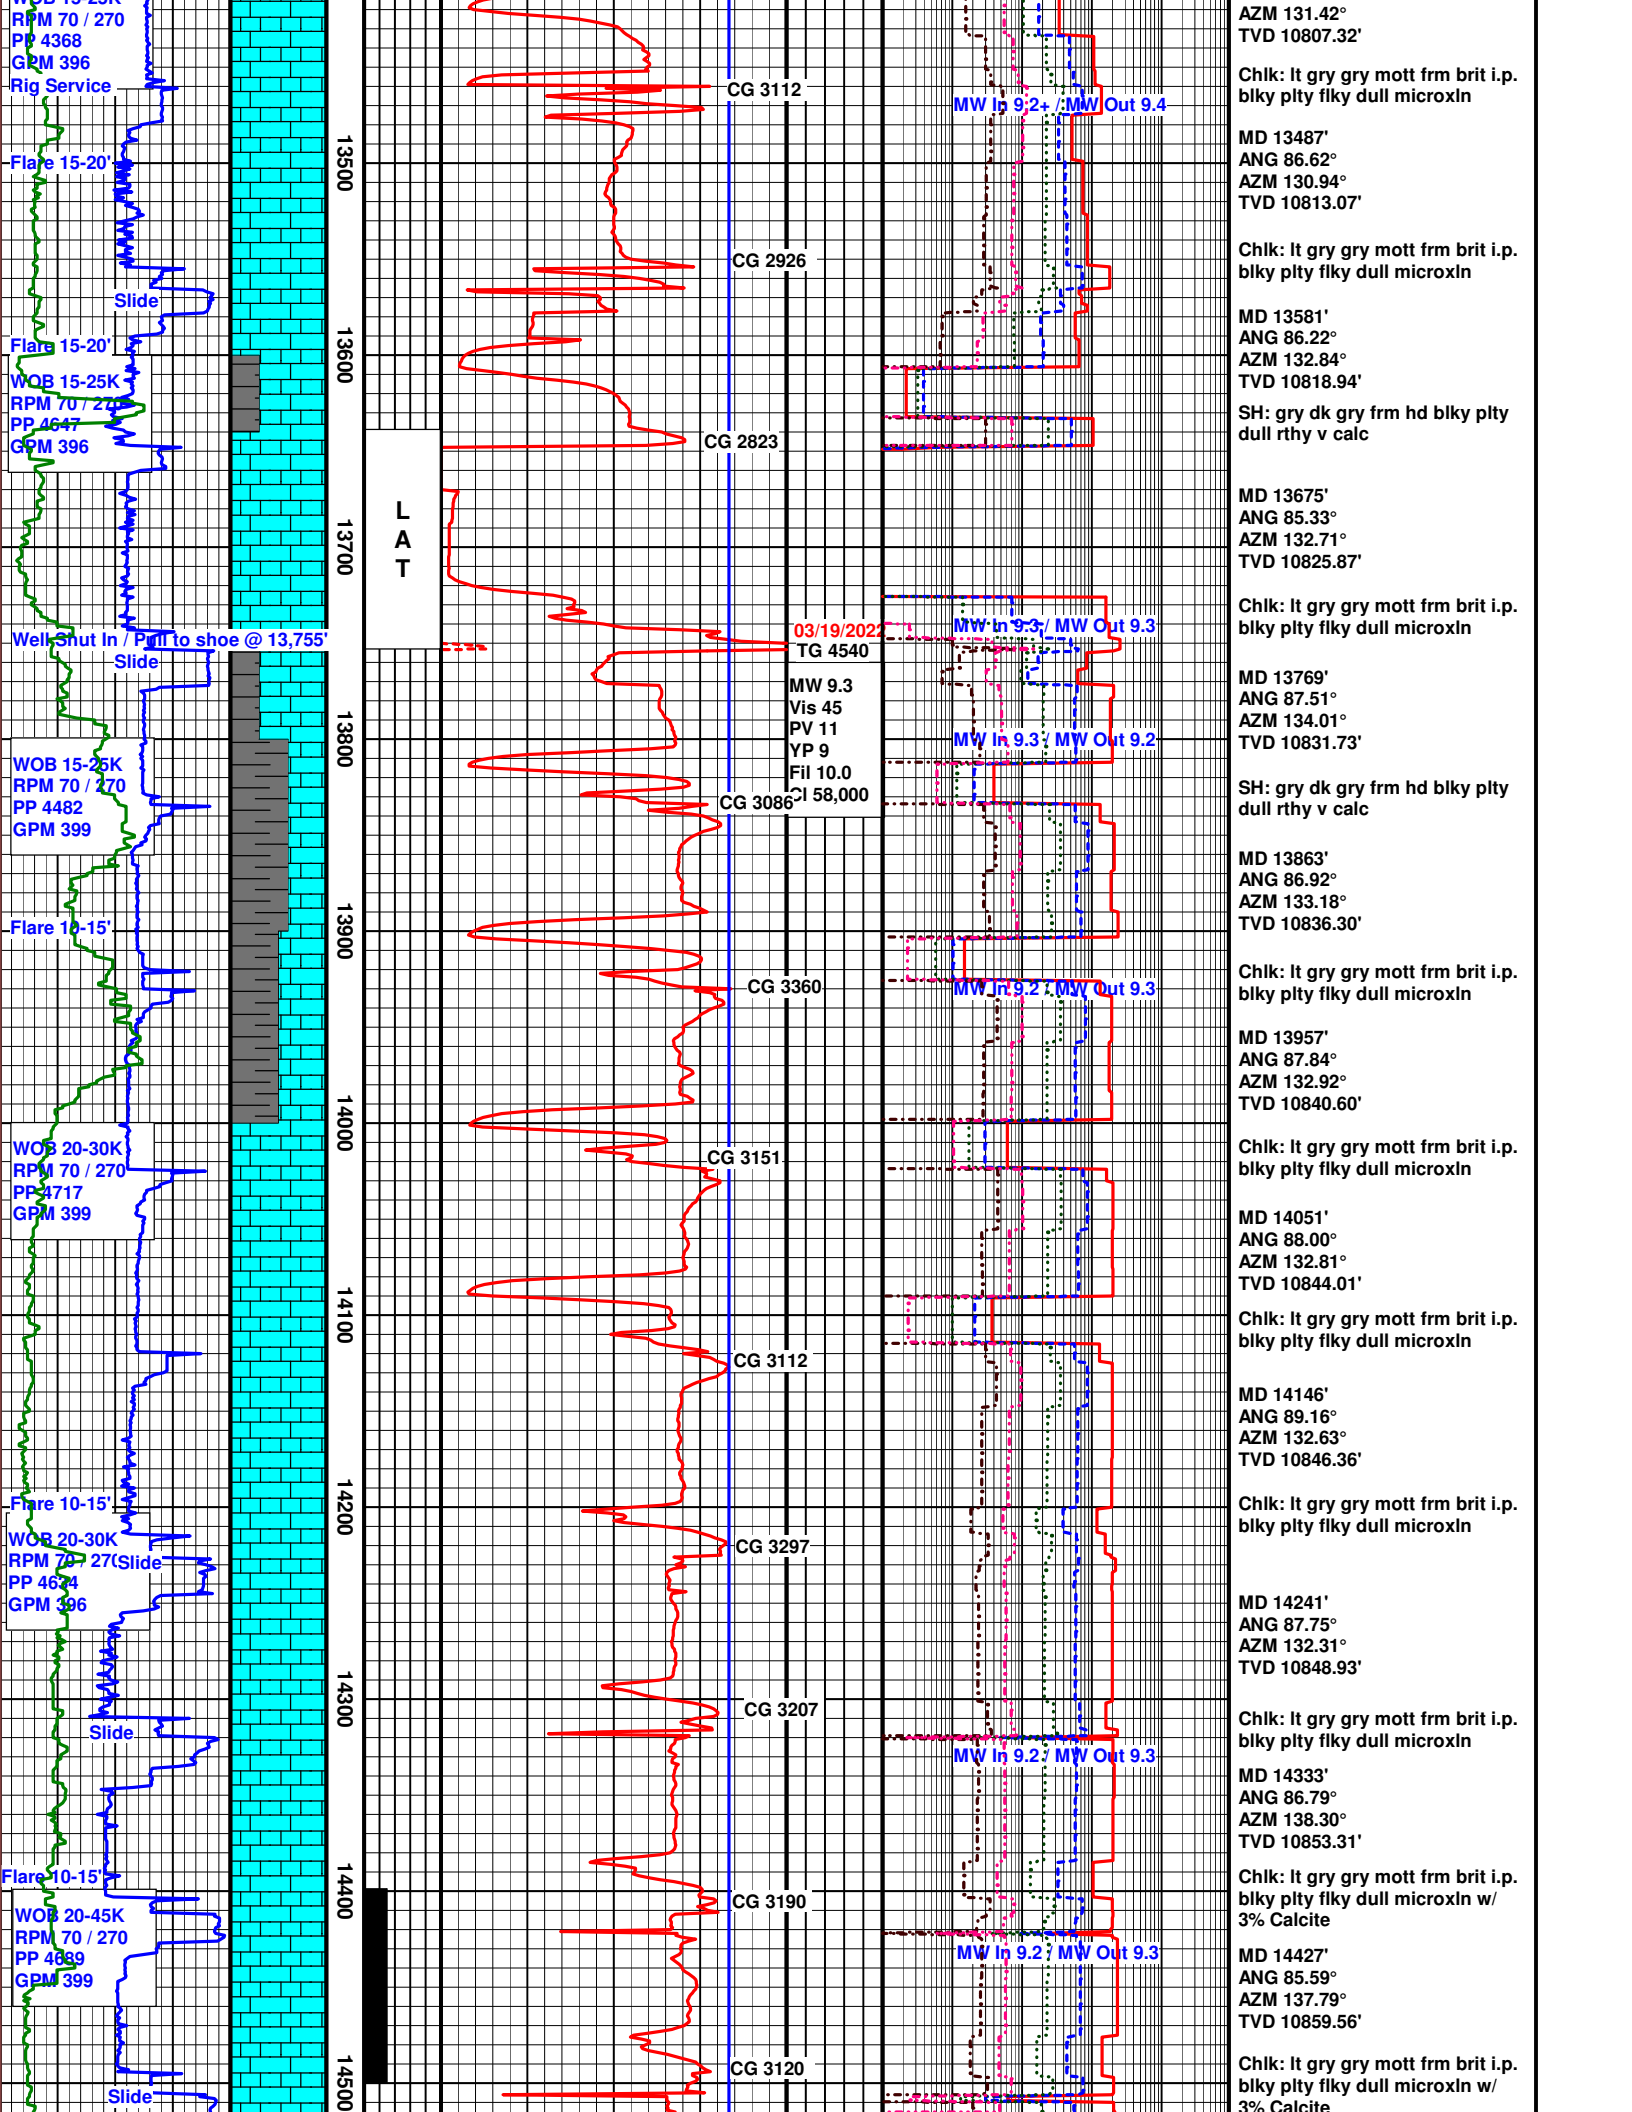 WOB 15-25K
RPM 70 / 270
PP 4368
GPM 396
Rig Service
Flare 15-20'
Slide
Flare 15-20'
WOB 15-25K
RPM 70 / 270
PP 4647
GPM 396
Well Shut In / Pull to shoe @ 13,755'
Slide
WOB 15-25K
RPM 70 / 270
PP 4482
GPM 399
Flare 10-15'
WOB 20-30K
RPM 70 / 270
PP 4717
GPM 399
Flare 10-15'
WOB 20-30K
RPM 70 / 270
Slide
PP 4634
GPM 396
Slide
Flare 10-15'
WOB 20-45K
RPM 70 / 270
PP 4689
GPM 399
Slide
13500
13600
13700
13800
13900
14000
14100
14200
14300
14400
14500
L
A
T
CG 3112
CG 2926
CG 2823
03/19/2022
TG 4540
MW 9.3
Vis 45
PV 11
YP 9
Fil 10.0
Cl 58,000
CG 3086
CG 3360
CG 3151
CG 3112
CG 3297
CG 3207
CG 3190
CG 3120
MW In 9.2+ / MW Out 9.4
MW In 9.3 / MW Out 9.3
MW In 9.3 / MW Out 9.2
MW In 9.2 / MW Out 9.3
MW In 9.2 / MW Out 9.3
MW In 9.2 / MW Out 9.3
AZM 131.42°
TVD 10807.32'
Chlk: lt gry gry mott frm brit i.p.
blky plty flky dull microxln
MD 13487'
ANG 86.62°
AZM 130.94°
TVD 10813.07'
Chlk: lt gry gry mott frm brit i.p.
blky plty flky dull microxln
MD 13581'
ANG 86.22°
AZM 132.84°
TVD 10818.94'
SH: gry dk gry frm hd blky plty
dull rthy v calc
MD 13675'
ANG 85.33°
AZM 132.71°
TVD 10825.87'
Chlk: lt gry gry mott frm brit i.p.
blky plty flky dull microxln
MD 13769'
ANG 87.51°
AZM 134.01°
TVD 10831.73'
SH: gry dk gry frm hd blky plty
dull rthy v calc
MD 13863'
ANG 86.92°
AZM 133.18°
TVD 10836.30'
Chlk: lt gry gry mott frm brit i.p.
blky plty flky dull microxln
MD 13957'
ANG 87.84°
AZM 132.92°
TVD 10840.60'
Chlk: lt gry gry mott frm brit i.p.
blky plty flky dull microxln
MD 14051'
ANG 88.00°
AZM 132.81°
TVD 10844.01'
Chlk: lt gry gry mott frm brit i.p.
blky plty flky dull microxln
MD 14146'
ANG 89.16°
AZM 132.63°
TVD 10846.36'
Chlk: lt gry gry mott frm brit i.p.
blky plty flky dull microxln
MD 14241'
ANG 87.75°
AZM 132.31°
TVD 10848.93'
Chlk: lt gry gry mott frm brit i.p.
blky plty flky dull microxln
MD 14333'
ANG 86.79°
AZM 138.30°
TVD 10853.31'
Chlk: lt gry gry mott frm brit i.p.
blky plty flky dull microxln w/
3% Calcite
MD 14427'
ANG 85.59°
AZM 137.79°
TVD 10859.56'
Chlk: lt gry gry mott frm brit i.p.
blky plty flky dull microxln w/
3% Calcite